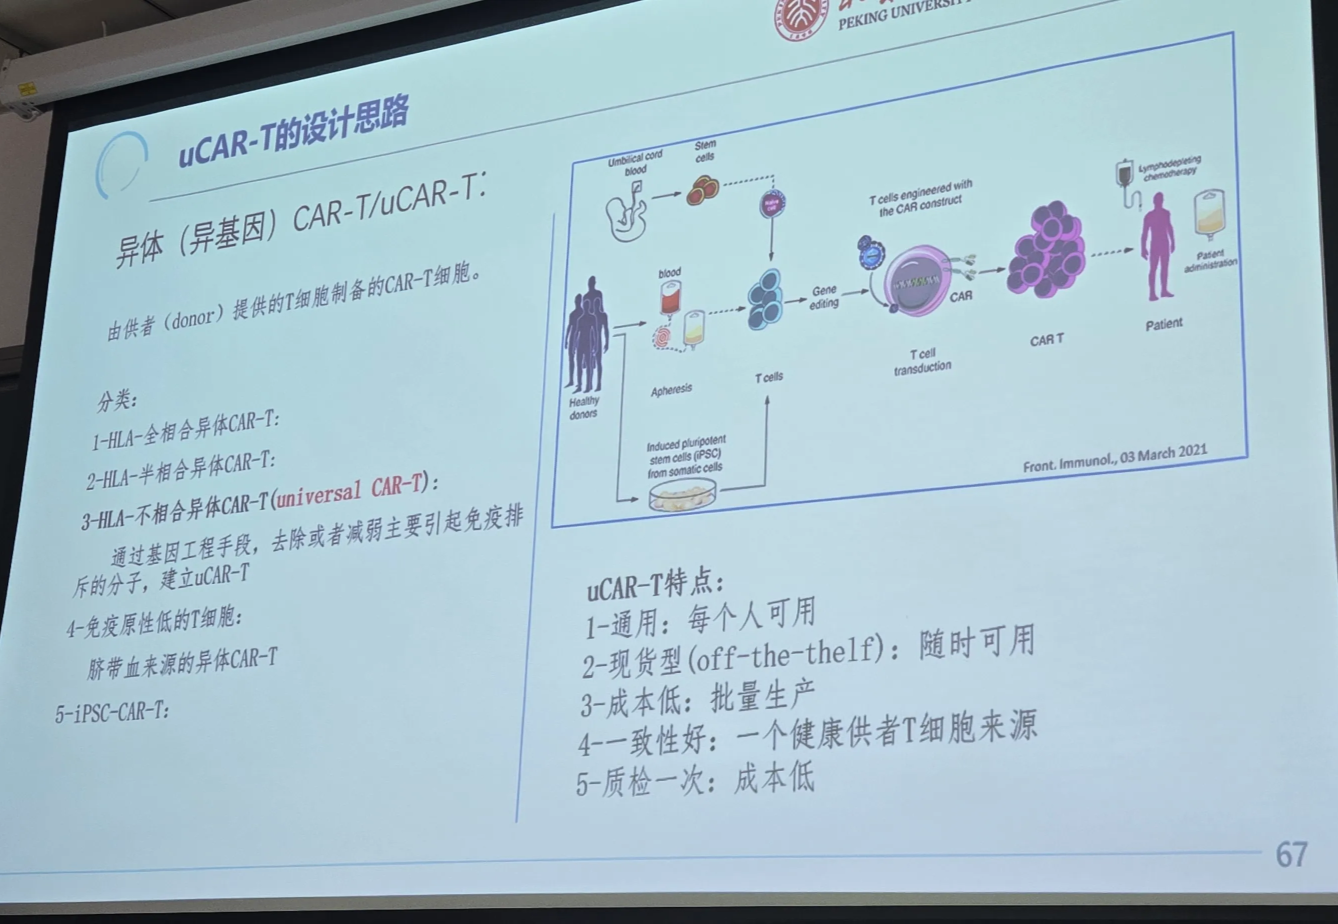 PEKING UNIVERSITY
uCAR-T的设计思路
异体（异基因）CAR-T/uCAR-T：
由供者（donor）提供的T细胞制备的CAR-T细胞。
分类：
1-HLA-全相合异体CAR-T：
2-HLA-半相合异体CAR-T：
3-HLA-不相合异体CAR-T(universal CAR-T)：
通过基因工程手段，去除或者减弱主要引起免疫排
斥的分子，建立uCAR-T
4-免疫原性低的T细胞：
脐带血来源的异体CAR-T
5-iPSC-CAR-T：
Umbilical cord
blood
Stem
cells
Naive
cell
Healthy
donors
blood
Apheresis
T cells
Induced pluripotent
stem cells (iPSC)
from somatic cells
Gene
editing
T cells engineered with
the CAR construct
CAR
T cell
transduction
CAR T
Lymphodepleting
chemotherapy
Patient
administration
Patient
Front. Immunol., 03 March 2021
uCAR-T特点：
1-通用：每个人可用
2-现货型(off-the-thelf)：随时可用
3-成本低：批量生产
4-一致性好：一个健康供者T细胞来源
5-质检一次：成本低
67